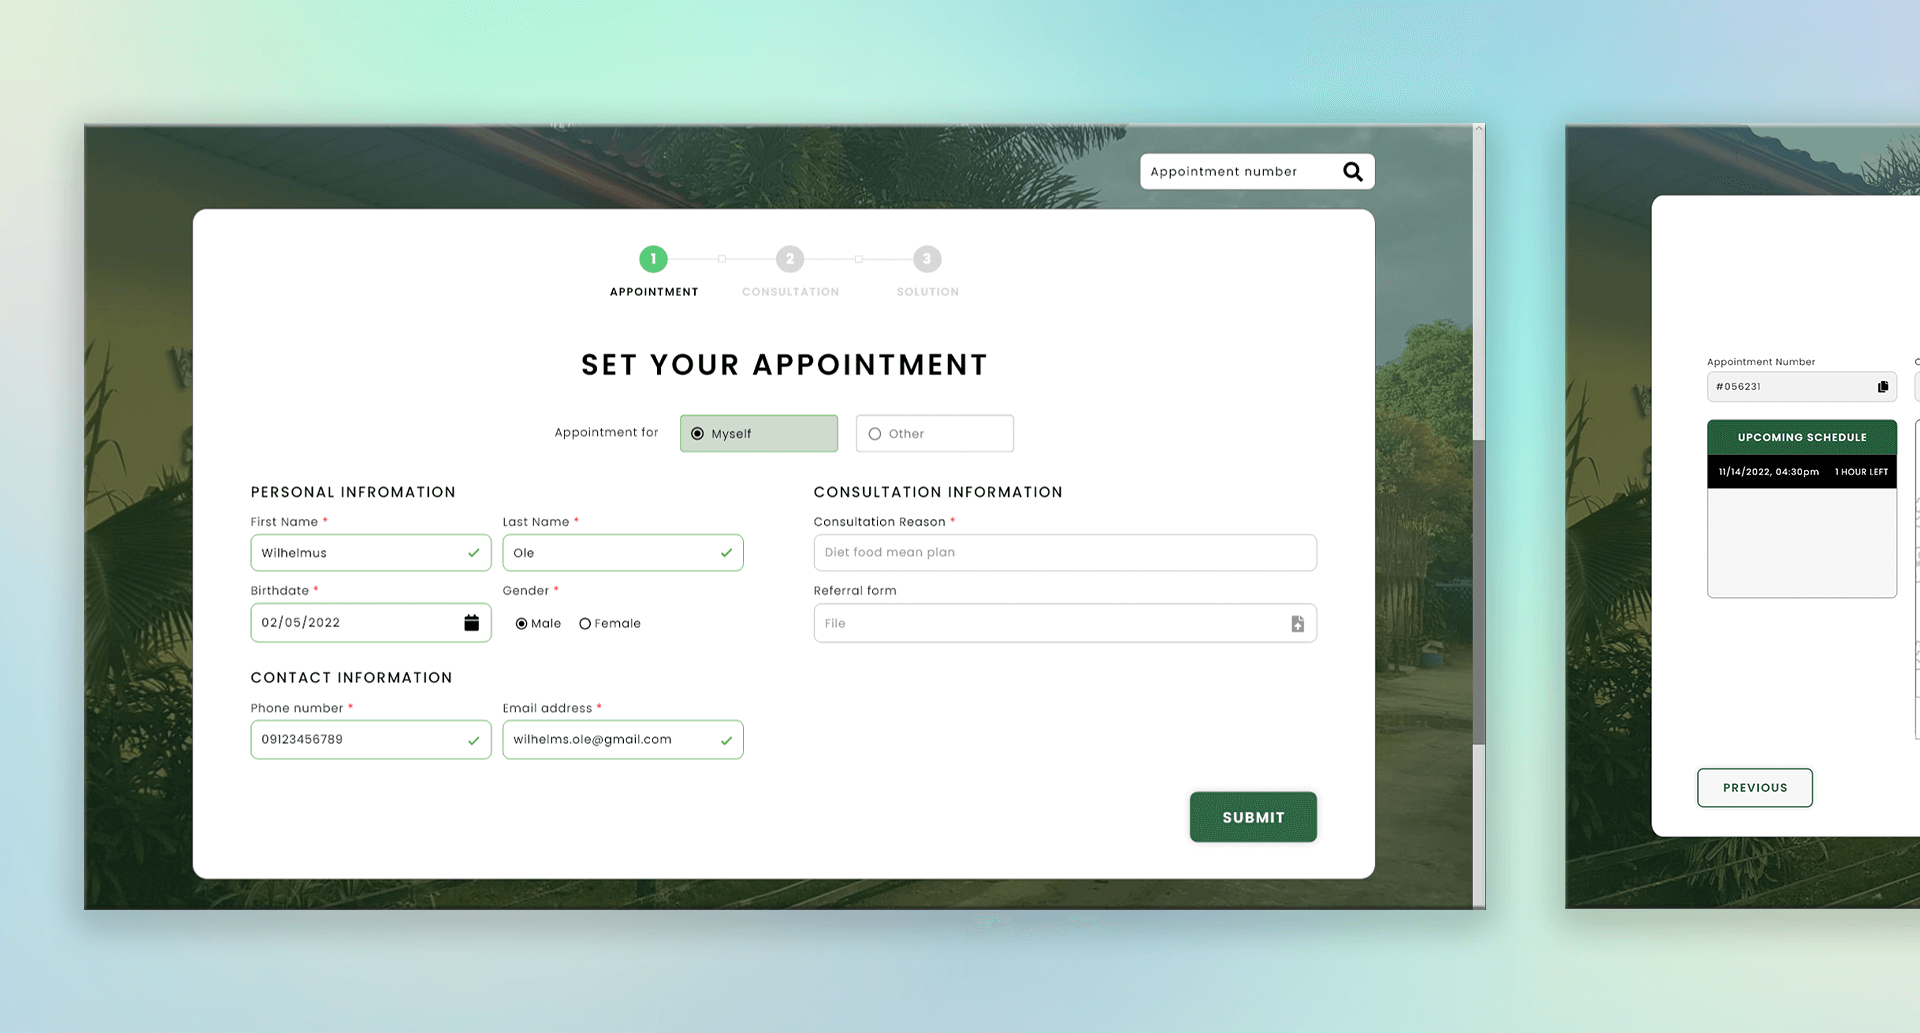 Appointment number
1
2
3
APPOINTMENT
CONSULTATION
SOLUTION
SET YOUR APPOINTMENT
Appointment for
Myself
Other
PERSONAL INFROMATION
First Name *
Last Name *
Wilhelmus
Ole
Birthdate *
Gender *
02/05/2022
Male
Female
CONTACT INFORMATION
Phone number *
Email address *
09123456789
wilhelms.ole@gmail.com
CONSULTATION INFORMATION
Consultation Reason *
Diet food mean plan
Referral form
File
SUBMIT
Appointment Number
#056231
UPCOMING SCHEDULE
11/14/2022, 04:30pm 1 HOUR LEFT
PREVIOUS